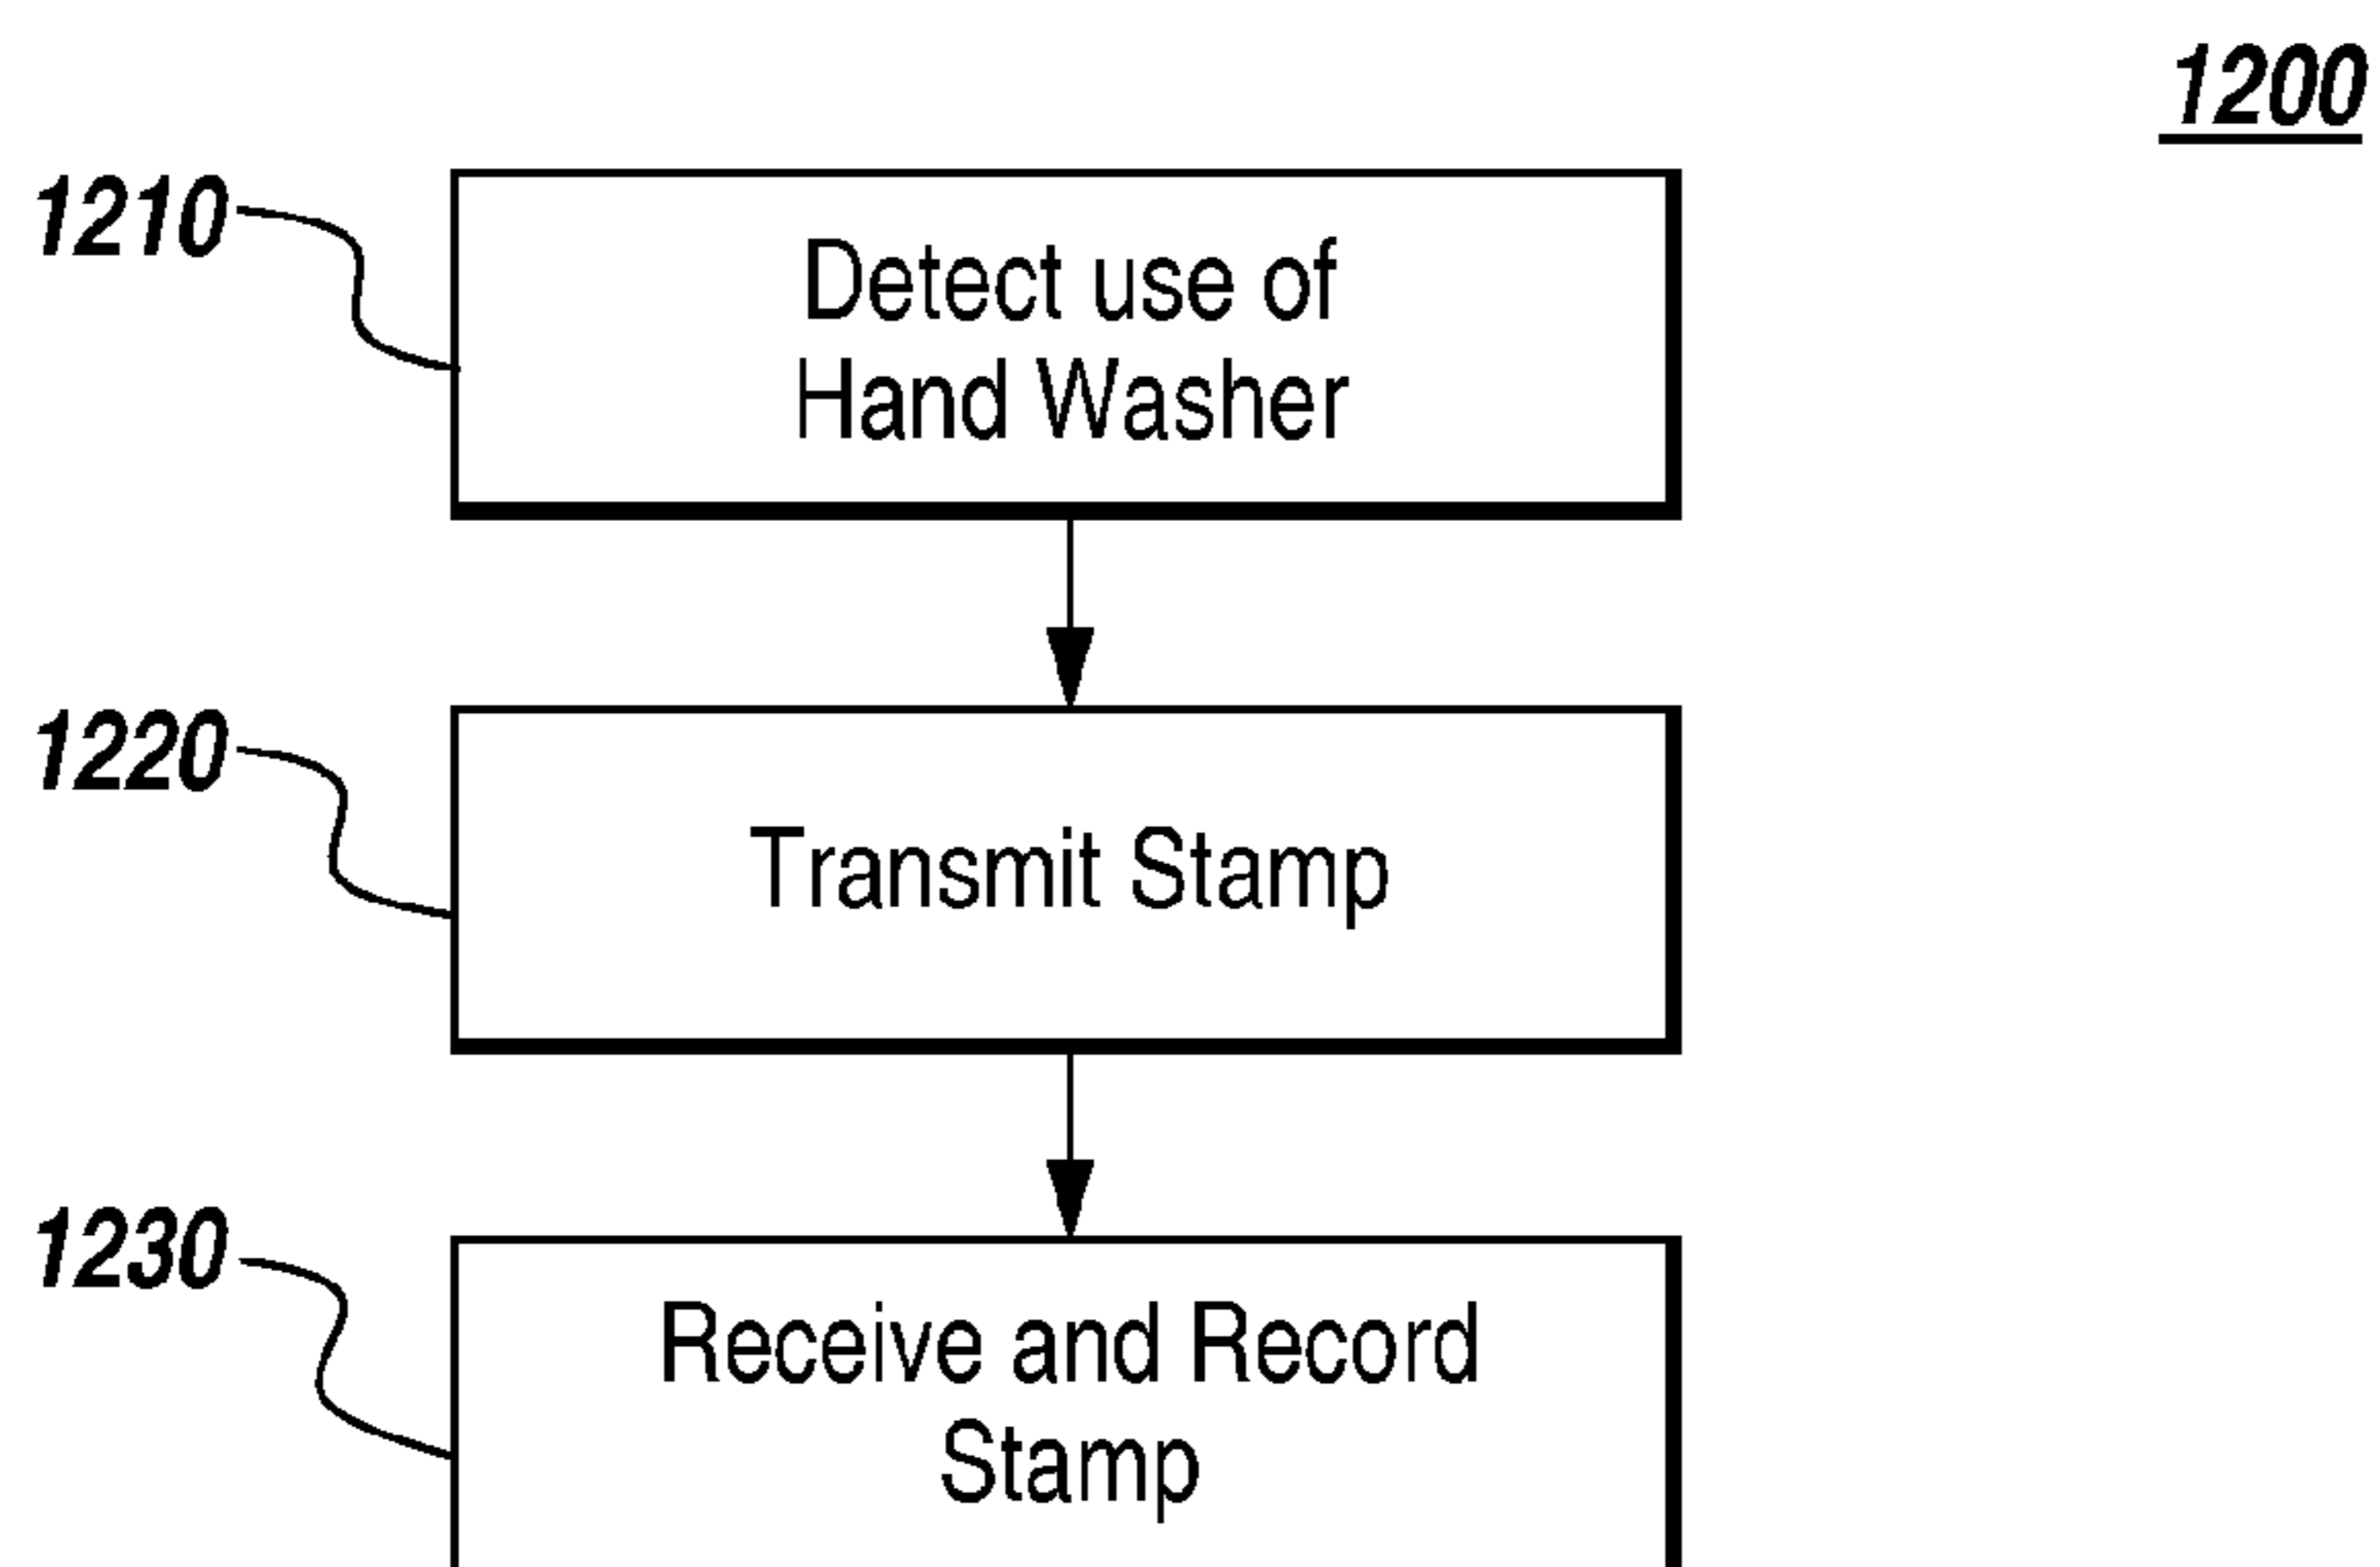 1200
1210
Detect use of
Hand Washer
1220
Transmit Stamp
1230
Receive and Record
Stamp